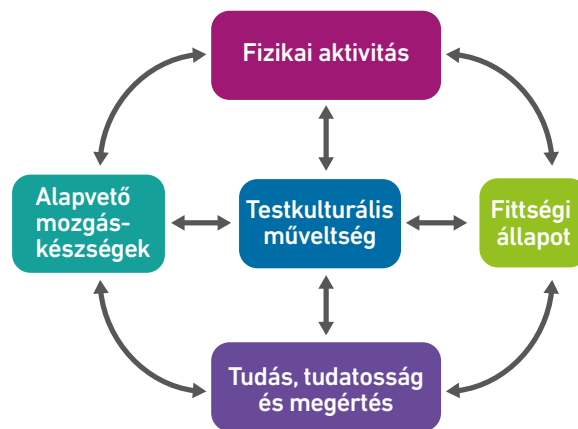 Fizikai aktivitás
Alapvető
mozgás-
készségek
Testkulturális
műveltség
Fittségi
állapot
Tudás, tudatosság
és megértés